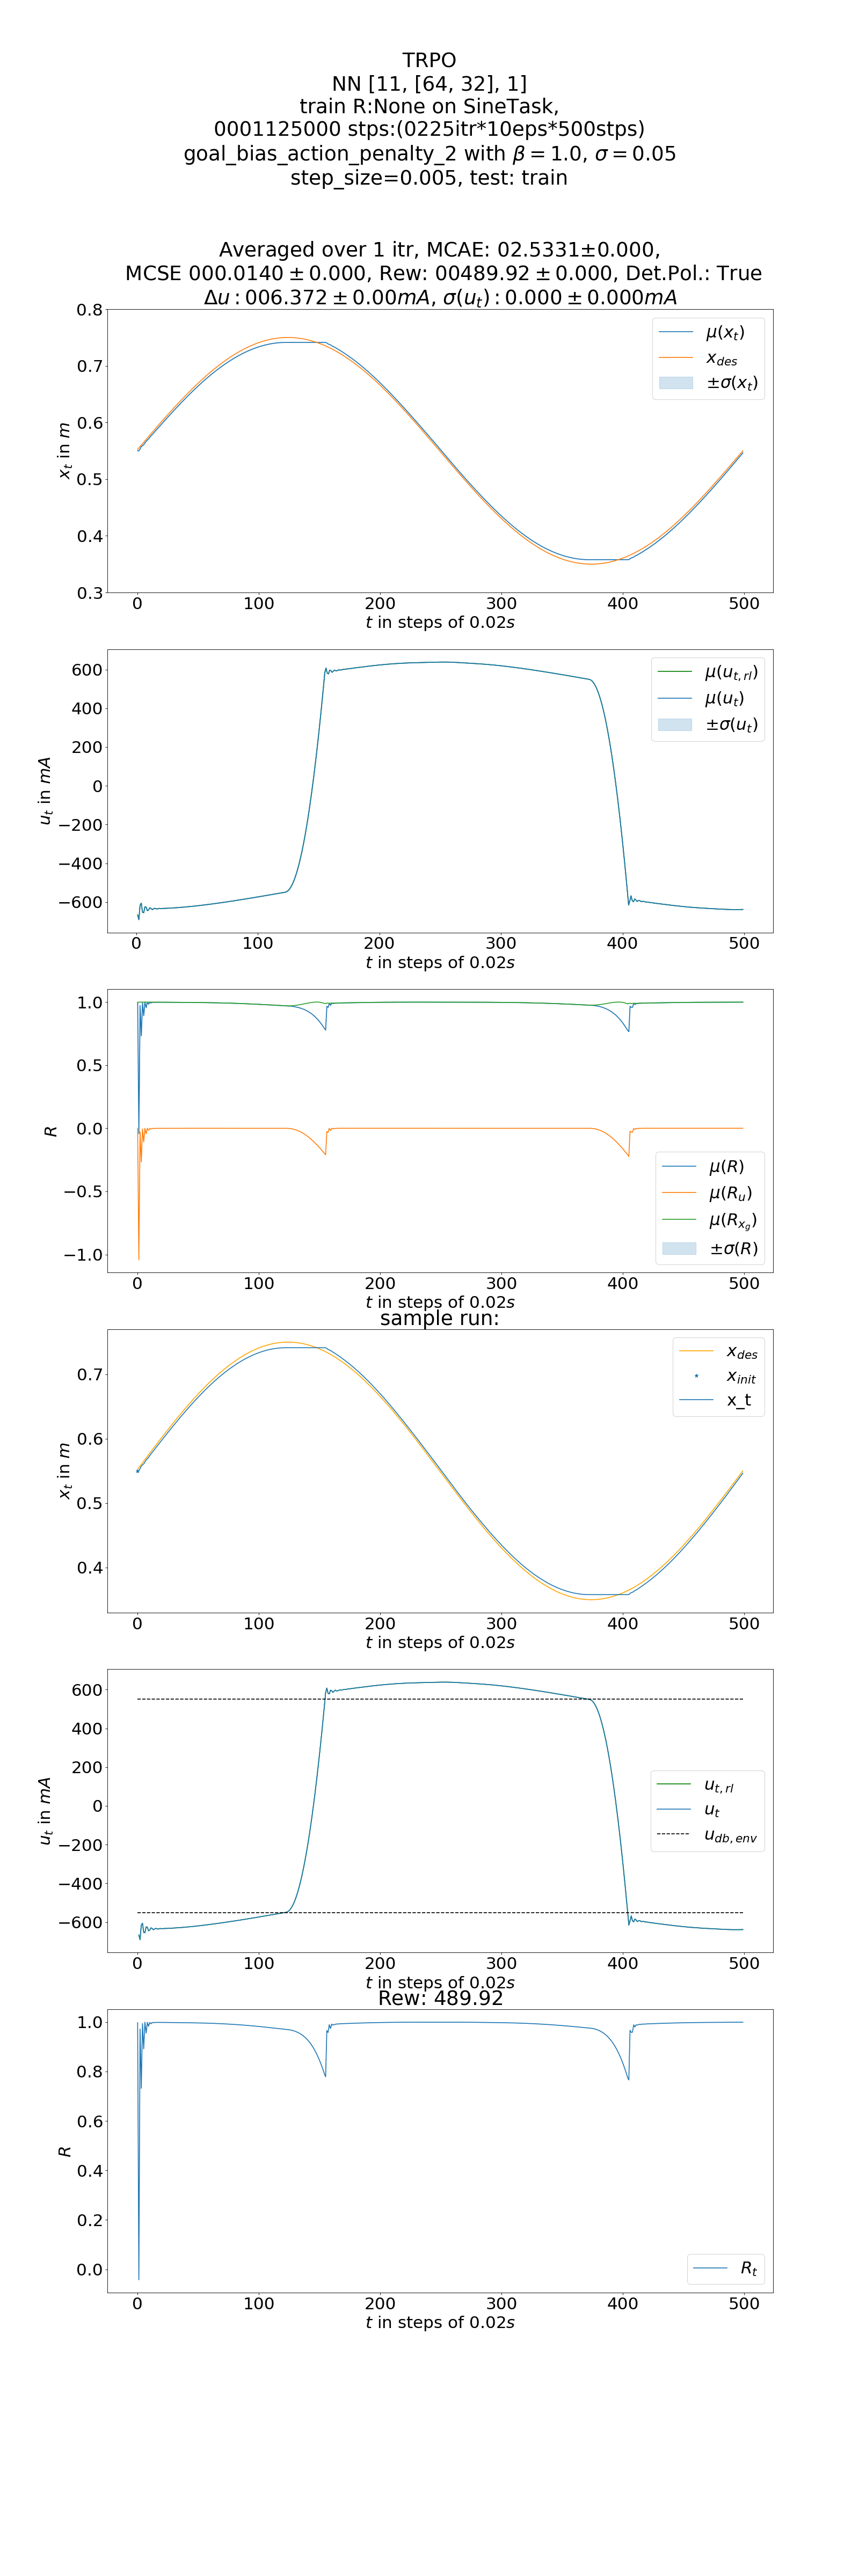 TRPO
NN [11, [64, 32], 1]
train R:None on SineTask,
0001125000 stps:(0225itr*10eps*500stps)
goal_bias_action_penalty_2 with β = 1.0, σ = 0.05
step_size=0.005, test: train
Averaged over 1 itr, MCAE: 02.5331±0.000,
MCSE 000.0140 ± 0.000, Rew: 00489.92 ± 0.000, Det.Pol.: True
Δu : 006.372 ± 0.00mA, σ(u_t) : 0.000 ± 0.000mA
0.8
0.7
0.6
0.5
0.4
0.3
x_t in m
μ(x_t)
x_des
±σ(x_t)
0 100 200 300 400 500
t in steps of 0.02s
600
400
200
0
−200
−400
−600
u_t in mA
μ(u_t,rl)
μ(u_t)
±σ(u_t)
0 100 200 300 400 500
t in steps of 0.02s
1.0
0.5
0.0
−0.5
−1.0
R
μ(R)
μ(R_u)
μ(R_x_g)
±σ(R)
0 100 200 300 400 500
t in steps of 0.02s
sample run:
0.7
0.6
0.5
0.4
x_t in m
x_des
x_init
x_t
0 100 200 300 400 500
t in steps of 0.02s
600
400
200
0
−200
−400
−600
u_t in mA
u_t,rl
u_t
u_db,env
0 100 200 300 400 500
t in steps of 0.02s
Rew: 489.92
1.0
0.8
0.6
0.4
0.2
0.0
R
R_t
0 100 200 300 400 500
t in steps of 0.02s